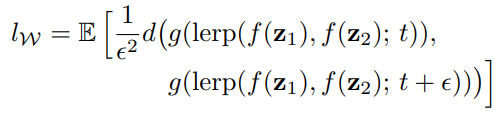 l_𝒲 = 𝔼 [ 1/ϵ² d(g(lerp(f(𝐳₁), f(𝐳₂); t)),
g(lerp(f(𝐳₁), f(𝐳₂); t + ϵ))) ]